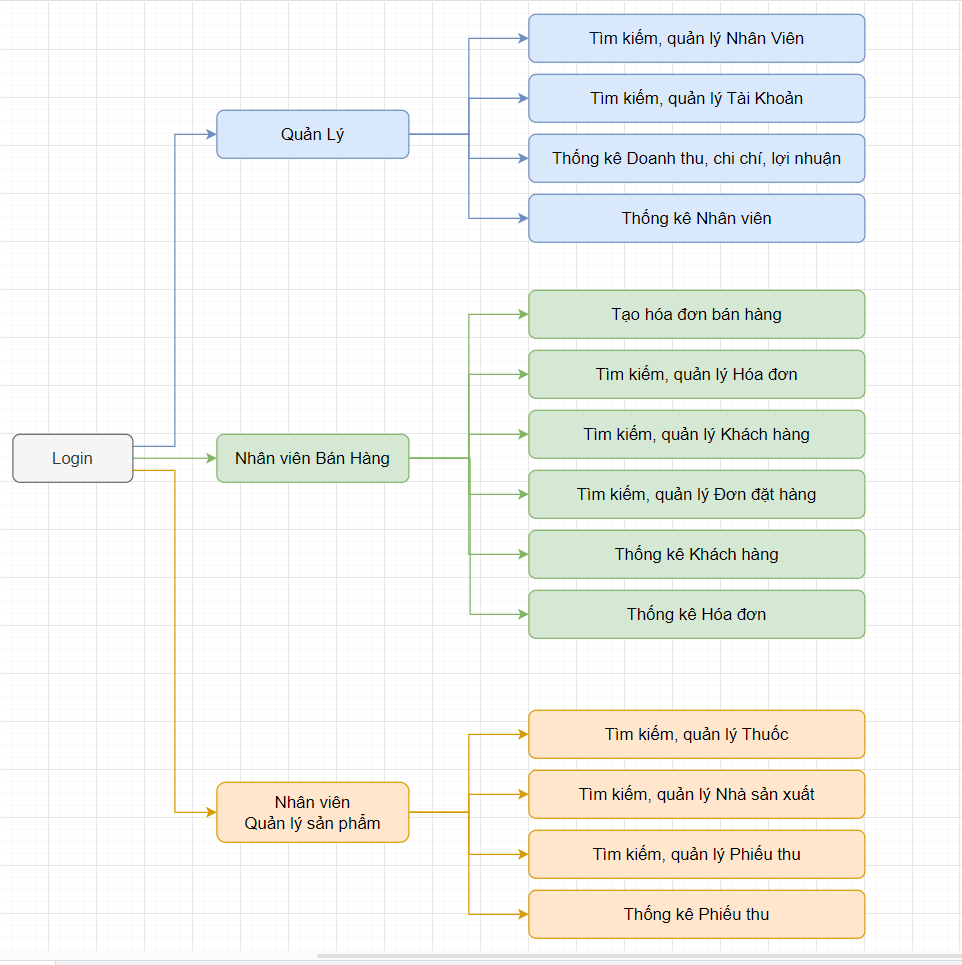 Tìm kiếm, quản lý Nhân Viên
Tìm kiếm, quản lý Tài Khoản
Quản Lý
Thống kê Doanh thu, chi chí, lợi nhuận
Thống kê Nhân viên
Tạo hóa đơn bán hàng
Tìm kiếm, quản lý Hóa đơn
Tìm kiếm, quản lý Khách hàng
Login
Nhân viên Bán Hàng
Tìm kiếm, quản lý Đơn đặt hàng
Thống kê Khách hàng
Thống kê Hóa đơn
Tìm kiếm, quản lý Thuốc
Tìm kiếm, quản lý Nhà sản xuất
Nhân viên
Quản lý sản phẩm
Tìm kiếm, quản lý Phiếu thu
Thống kê Phiếu thu